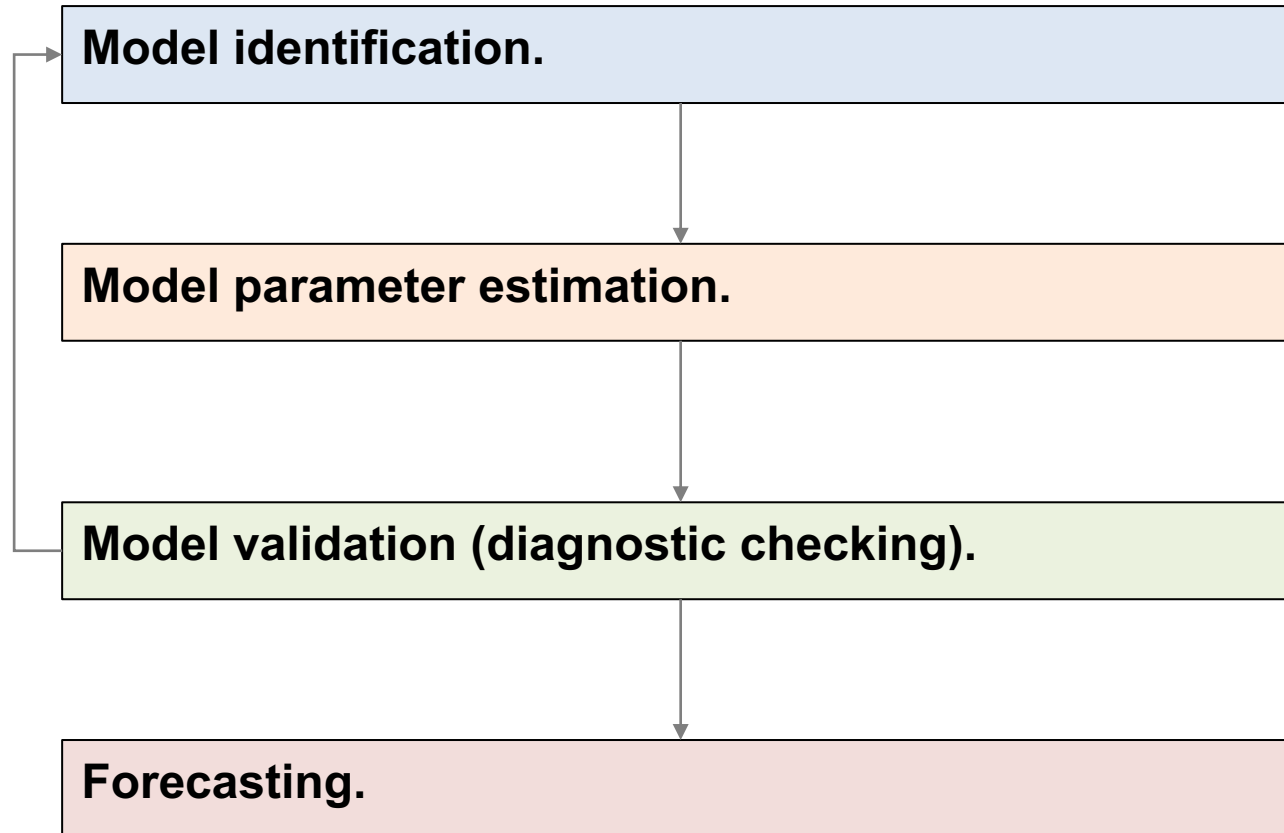 Model identification.
Model parameter estimation.
Model validation (diagnostic checking).
Forecasting.